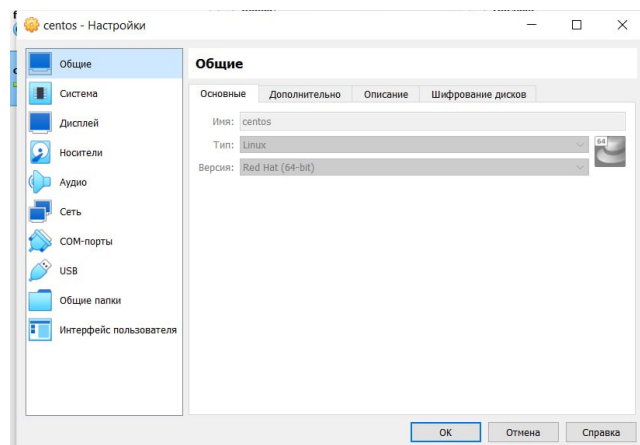 centos - Настройки
Общие
Система
Дисплей
Носители
Аудио
Сеть
COM-порты
USB
Общие папки
Интерфейс пользователя
Общие
Основные Дополнительно Описание Шифрование дисков
Имя: centos
Тип: Linux
64
Версия: Red Hat (64-bit)
OK Отмена Справка